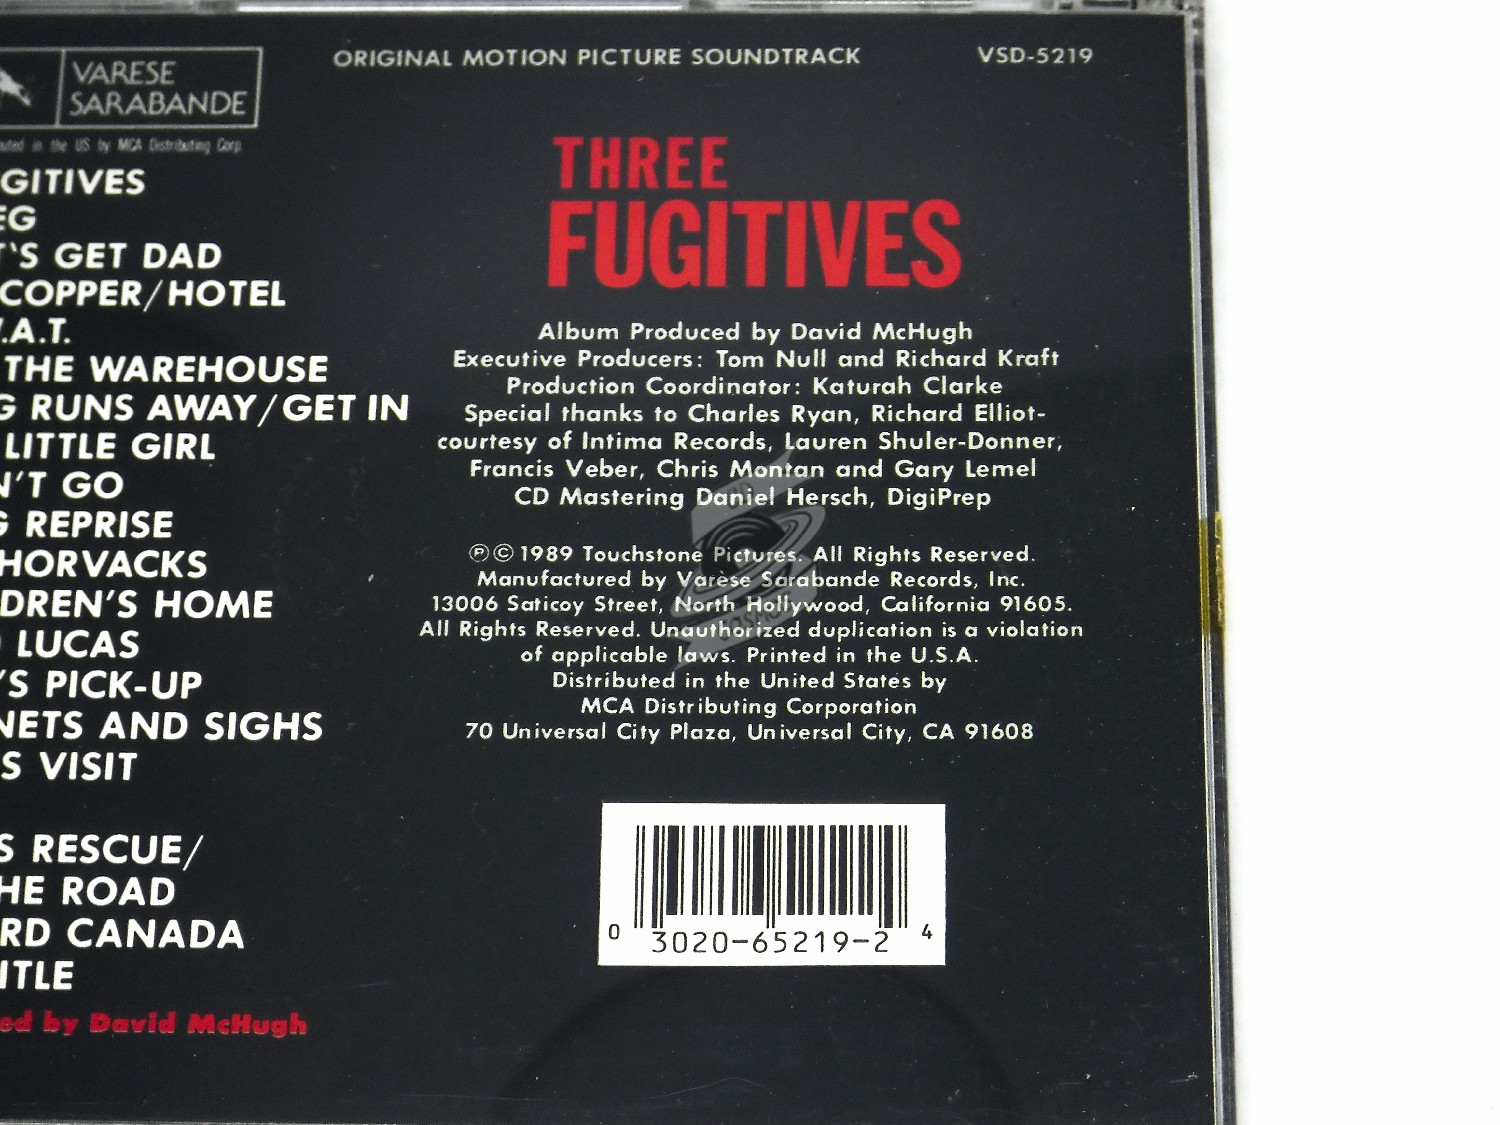 VARESE
SARABANDE
in the US by MCA Distributing Corp.
GITIVES
EG
T'S GET DAD
COPPER/HOTEL
.A.T.
THE WAREHOUSE
G RUNS AWAY/GET IN
LITTLE GIRL
N'T GO
G REPRISE
HORVACKS
DREN'S HOME
LUCAS
'S PICK-UP
NETS AND SIGHS
S VISIT
S RESCUE/
HE ROAD
RD CANADA
ITLE
ed by David McHugh
ORIGINAL MOTION PICTURE SOUNDTRACK
VSD-5219
THREE
FUGITIVES
Album Produced by David McHugh
Executive Producers: Tom Null and Richard Kraft
Production Coordinator: Katurah Clarke
Special thanks to Charles Ryan, Richard Elliot-
courtesy of Intima Records, Lauren Shuler-Donner,
Francis Veber, Chris Montan and Gary Lemel
CD Mastering Daniel Hersch, DigiPrep
℗©1989 Touchstone Pictures. All Rights Reserved.
Manufactured by Varèse Sarabande Records, Inc.
13006 Saticoy Street, North Hollywood, California 91605.
All Rights Reserved. Unauthorized duplication is a violation
of applicable laws. Printed in the U.S.A.
Distributed in the United States by
MCA Distributing Corporation
70 Universal City Plaza, Universal City, CA 91608
0 3020-65219-2 4